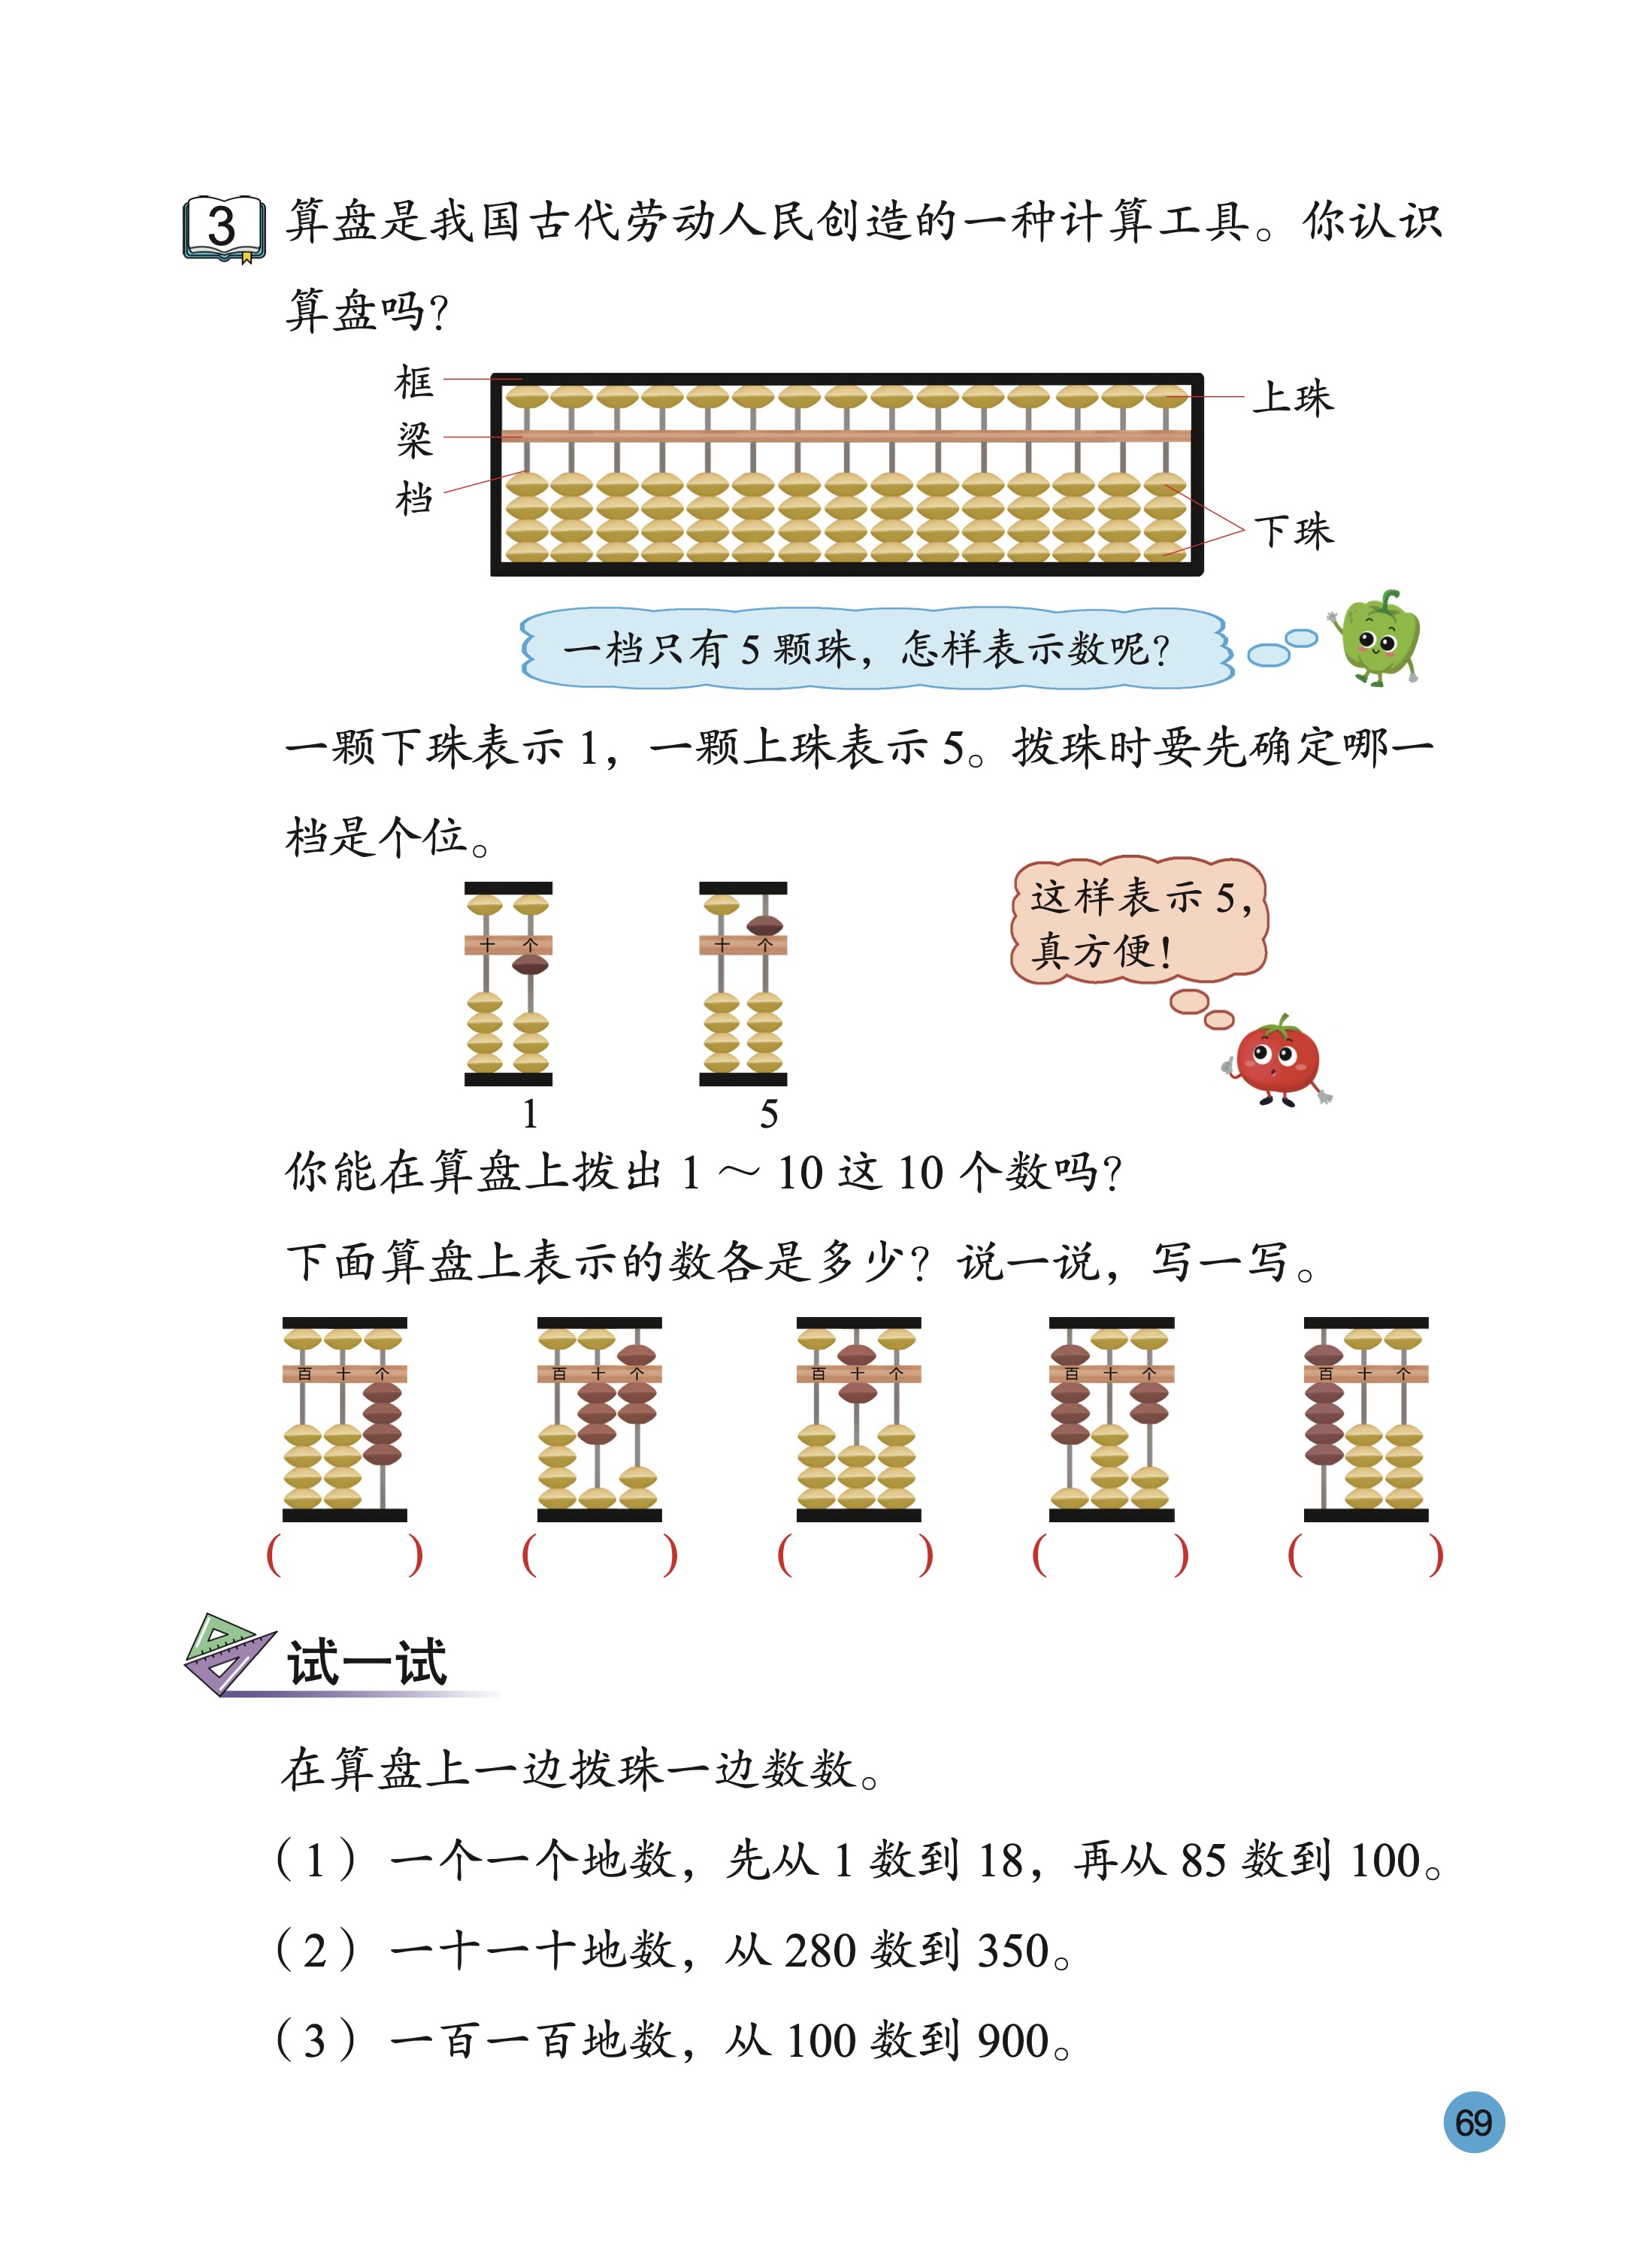 3 算盘是我国古代劳动人民创造的一种计算工具。你认识
算盘吗？
框
梁
档
上珠
下珠
一档只有 5 颗珠，怎样表示数呢？
一颗下珠表示 1，一颗上珠表示 5。拨珠时要先确定哪一
档是个位。
这样表示 5，
真方便！
十 个
十 个
1
5
你能在算盘上拨出 1 ～ 10 这 10 个数吗？
下面算盘上表示的数各是多少？说一说，写一写。
百 十 个
百 十 个
百 十 个
百 十 个
百 十 个
（ ） （ ） （ ） （ ） （ ）
试一试
在算盘上一边拨珠一边数数。
（1） 一个一个地数，先从 1 数到 18，再从 85 数到 100。
（2） 一十一十地数，从 280 数到 350。
（3） 一百一百地数，从 100 数到 900。
69